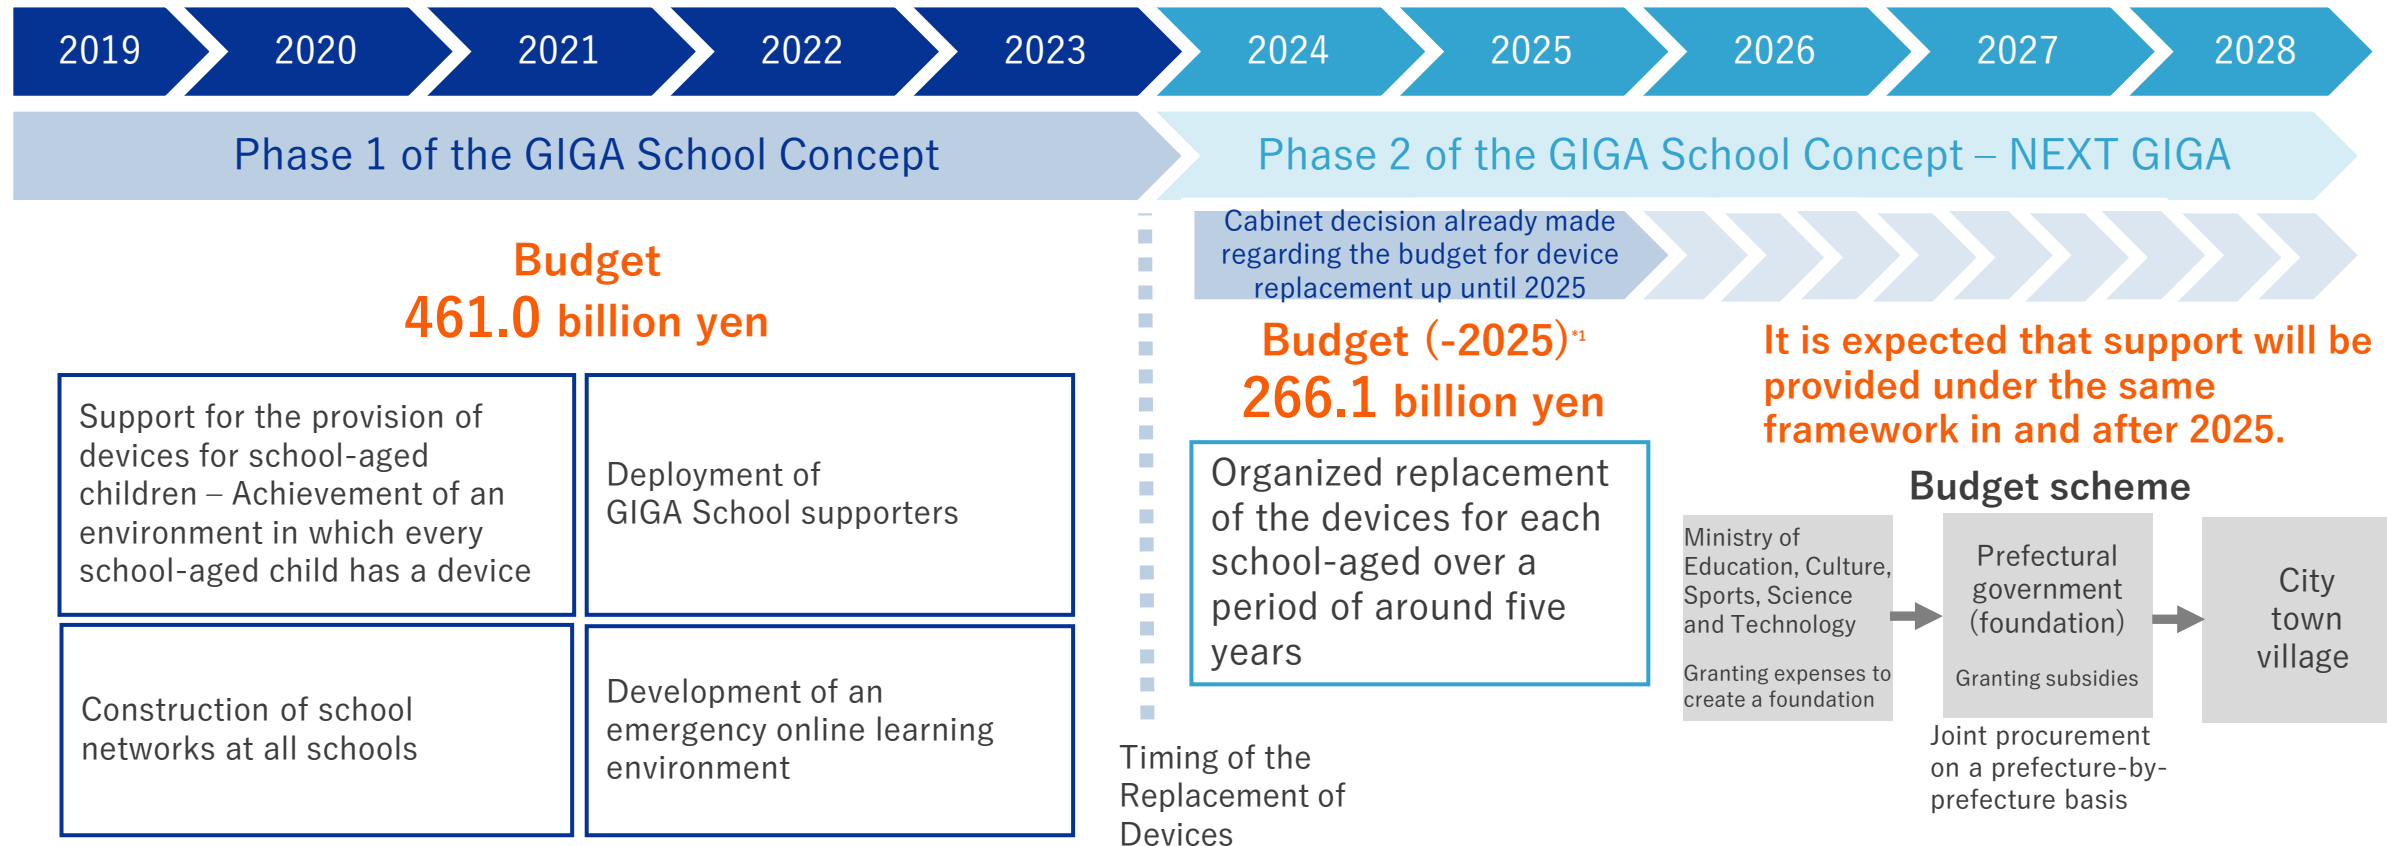 2019
2020
2021
2022
2023
2024
2025
2026
2027
2028
Phase 1 of the GIGA School Concept
Phase 2 of the GIGA School Concept – NEXT GIGA
Budget
461.0 billion yen
Support for the provision of
devices for school-aged
children – Achievement of an
environment in which every
school-aged child has a device
Deployment of
GIGA School supporters
Construction of school
networks at all schools
Development of an
emergency online learning
environment
Timing of the
Replacement of
Devices
Cabinet decision already made
regarding the budget for device
replacement up until 2025
Budget (-2025)*1
266.1 billion yen
Organized replacement
of the devices for each
school-aged over a
period of around five
years
It is expected that support will be
provided under the same
framework in and after 2025.
Budget scheme
Ministry of
Education, Culture,
Sports, Science
and Technology
Granting expenses to
create a foundation
Prefectural
government
(foundation)
Granting subsidies
Joint procurement
on a prefecture-by-
prefecture basis
City
town
village